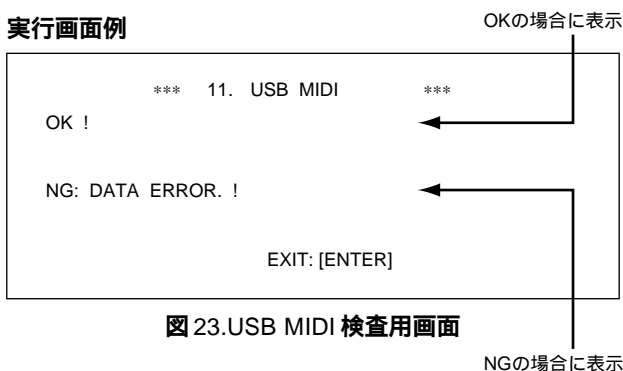 OKの場合に表示
実行画面例
*** 11. USB MIDI ***
OK !
NG: DATA ERROR. !
EXIT: [ENTER]
図23.USB MIDI 検査用画面
NGの場合に表示